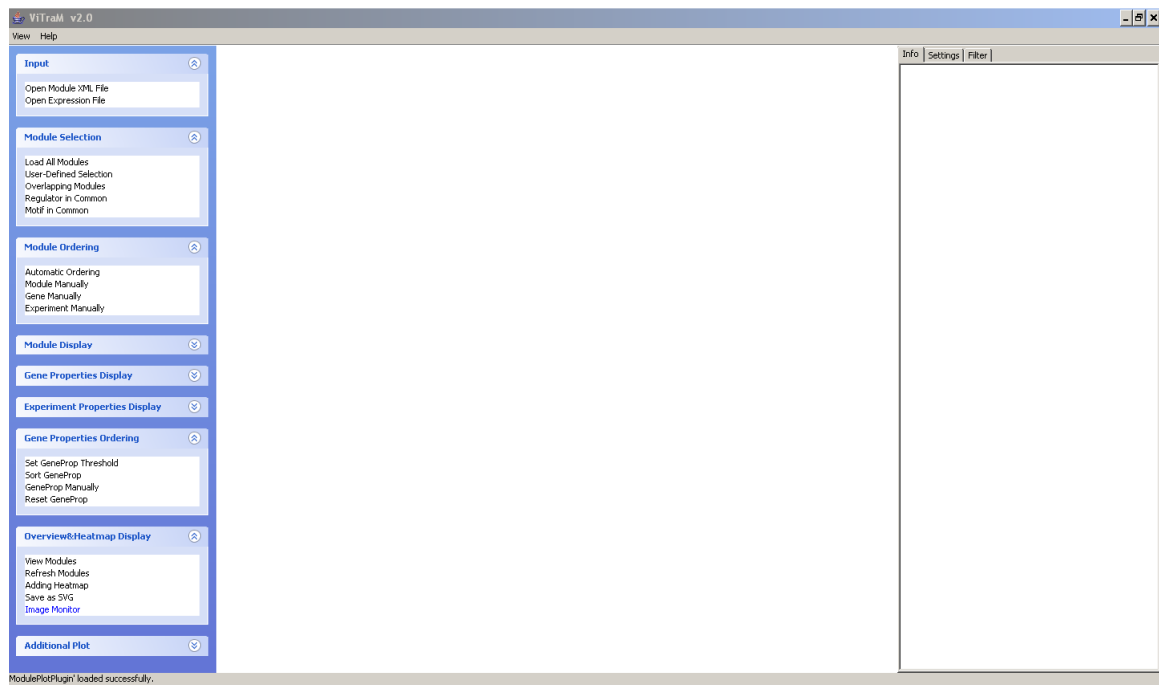 ViTraM v2.0
View Help
Input
Open Module XML File
Open Expression File
Module Selection
Load All Modules
User-Defined Selection
Overlapping Modules
Regulator in Common
Motif in Common
Module Ordering
Automatic Ordering
Module Manually
Gene Manually
Experiment Manually
Module Display
Gene Properties Display
Experiment Properties Display
Gene Properties Ordering
Set GeneProp Threshold
Sort GeneProp
GeneProp Manually
Reset GeneProp
Overview&Heatmap Display
View Modules
Refresh Modules
Adding Heatmap
Save as SVG
Image Monitor
Additional Plot
Info Settings Filter
ModulePlotPlugin' loaded successfully.